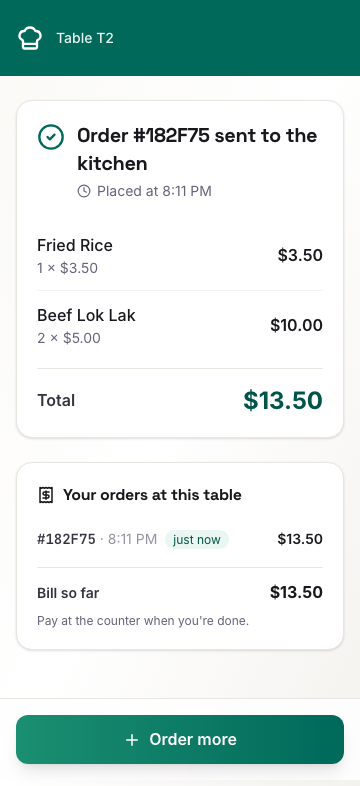 Table T2
Order #182F75 sent to the
kitchen
Placed at 8:11 PM
Fried Rice
1 × $3.50
$3.50
Beef Lok Lak
2 × $5.00
$10.00
Total
$13.50
Your orders at this table
#182F75 · 8:11 PM just now $13.50
Bill so far $13.50
Pay at the counter when you're done.
+ Order more